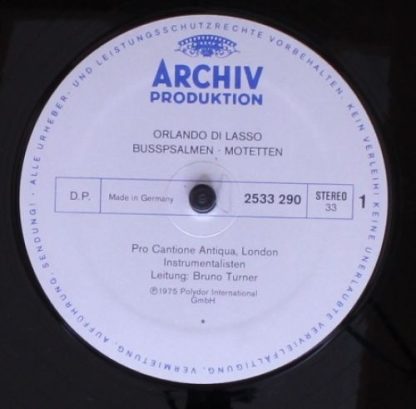 ALLE URHEBER- UND LEISTUNGSSCHUTZRECHTE VORBEHALTEN. KEIN VERLEIH! KEINE UNERLAUBTE VERVIELFÄLTIGUNG, VERMIETUNG, AUFFÜHRUNG, SENDUNG!
ARCHIV
PRODUKTION
ORLANDO DI LASSO
BUSSPSALMEN · MOTETTEN
D.P. Made in Germany 2533 290 STEREO 33 1
Pro Cantione Antiqua, London
Instrumentalisten
Leitung: Bruno Turner
Ⓟ1975 Polydor International
GmbH